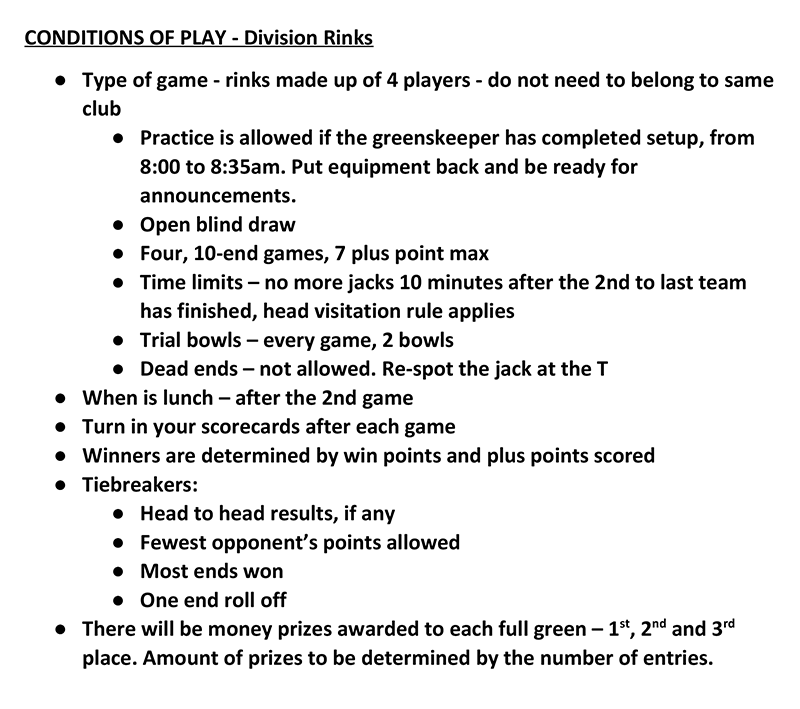 CONDITIONS OF PLAY - Division Rinks
● Type of game - rinks made up of 4 players - do not need to belong to same
club
● Practice is allowed if the greenskeeper has completed setup, from
8:00 to 8:35am. Put equipment back and be ready for
announcements.
● Open blind draw
● Four, 10-end games, 7 plus point max
● Time limits – no more jacks 10 minutes after the 2nd to last team
has finished, head visitation rule applies
● Trial bowls – every game, 2 bowls
● Dead ends – not allowed. Re-spot the jack at the T
● When is lunch – after the 2nd game
● Turn in your scorecards after each game
● Winners are determined by win points and plus points scored
● Tiebreakers:
● Head to head results, if any
● Fewest opponent’s points allowed
● Most ends won
● One end roll off
● There will be money prizes awarded to each full green – 1st, 2nd and 3rd
place. Amount of prizes to be determined by the number of entries.